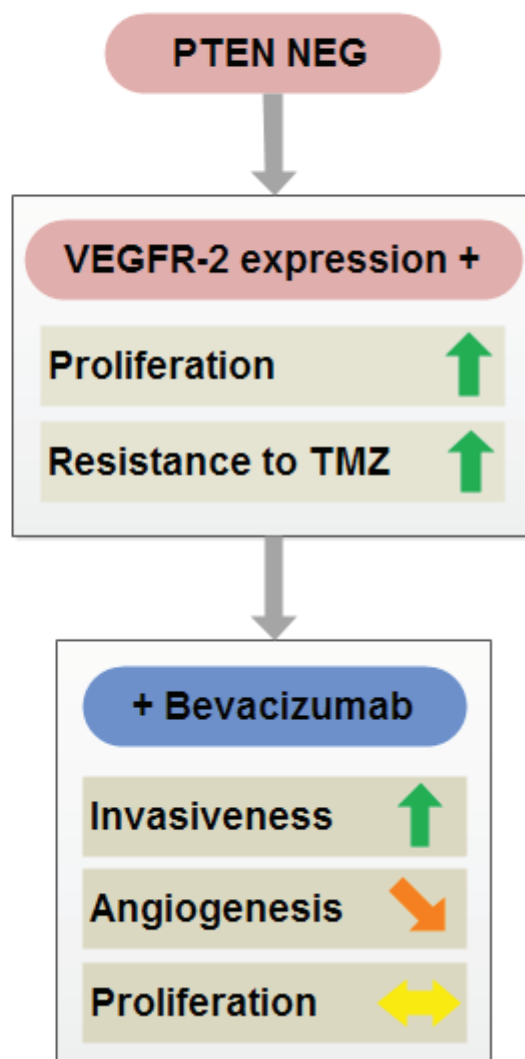 PTEN NEG
VEGFR-2 expression +
Proliferation
Resistance to TMZ
+ Bevacizumab
Invasiveness
Angiogenesis
Proliferation